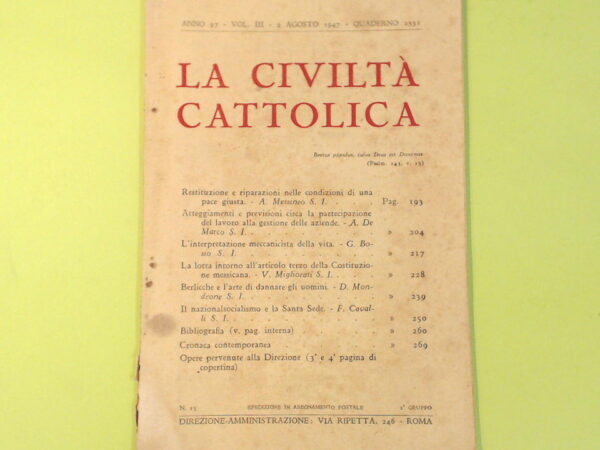 ANNO 97 - VOL. III - 2 AGOSTO 1947 - QUADERNO 2331
LA CIVILTÀ
CATTOLICA
Beatus populus, cuius Deus est Dominus
(Psalm. 143, v. 15)
Restituzione e riparazioni nelle condizioni di una
pace giusta. - A. Messineo S. I. . . . . Pag. 193
Atteggiamenti e previsioni circa la partecipazione
del lavoro alla gestione delle aziende. - A. De
Marco S. I. . . . . . . . . » 204
L'interpretazione meccanicista della vita. - G. Bo-
sio S. I. . . . . . . . . » 217
La lotta intorno all'articolo terzo della Costituzio-
ne messicana. - V. Migliorati S. I. . . . » 228
Berlicche e l'arte di dannare gli uomini. - D. Mon-
drone S. I. . . . . . . . . » 239
Il nazionalsocialismo e la Santa Sede. - F. Caval-
li S. I. . . . . . . . . » 250
Bibliografia (v. pag. interna) . . . . . » 260
Cronaca contemporanea . . . . . . » 269
Opere pervenute alla Direzione (3ª e 4ª pagina di
copertina)
N. 15 SPEDIZIONE IN ABBONAMENTO POSTALE 2° GRUPPO
DIREZIONE-AMMINISTRAZIONE: VIA RIPETTA, 246 - ROMA